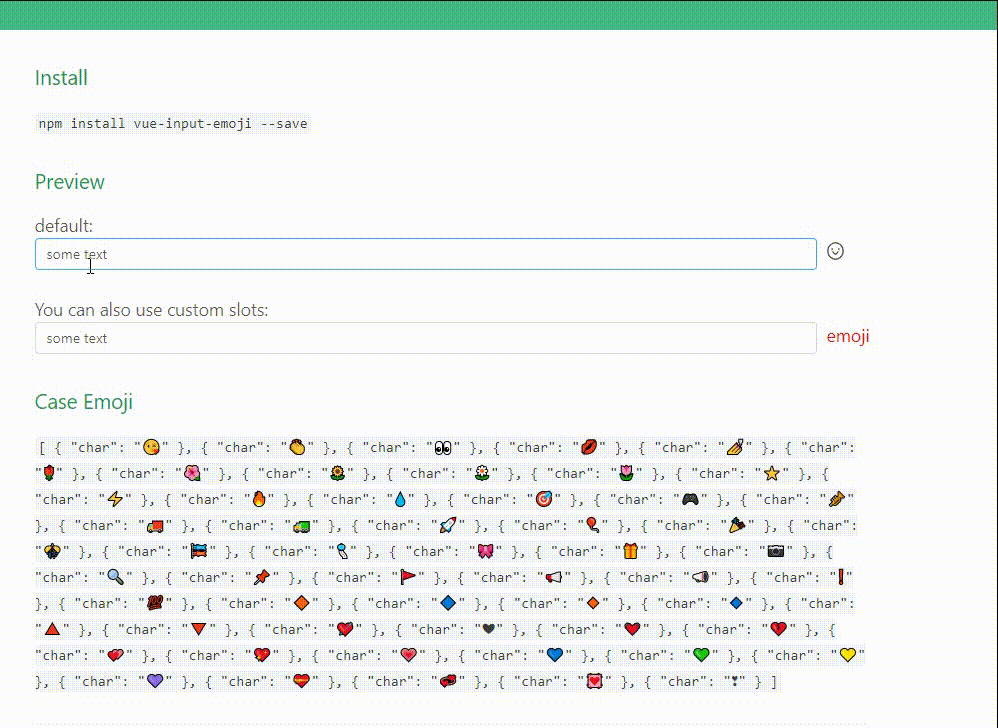 Install
npm install vue-input-emoji --save
Preview
default:
some text
You can also use custom slots:
some text
emoji
Case Emoji
[ { "char": "😘" }, { "char": "👏" }, { "char": "👀" }, { "char": "💋" }, { "char": "💅" }, { "char":
"🌹" }, { "char": "🌺" }, { "char": "🌻" }, { "char": "🌼" }, { "char": "🌷" }, { "char": "⭐" }, {
"char": "⚡" }, { "char": "🔥" }, { "char": "💧" }, { "char": "🎯" }, { "char": "🎮" }, { "char": "🎺"
}, { "char": "🚒" }, { "char": "🚛" }, { "char": "🚀" }, { "char": "🎈" }, { "char": "🎉" }, { "char":
"" }, { "char": "" }, { "char": "" }, { "char": "🎀" }, { "char": "🎁" }, { "char": "📷" }, {
"char": "🔍" }, { "char": "📌" }, { "char": "🚩" }, { "char": "📢" }, { "char": "📣" }, { "char": "❗"
}, { "char": "" }, { "char": "🔶" }, { "char": "🔷" }, { "char": "🔸" }, { "char": "🔹" }, { "char":
"🔺" }, { "char": "🔻" }, { "char": "💘" }, { "char": "♥" }, { "char": "❤️" }, { "char": "💔" }, {
"char": "💕" }, { "char": "💖" }, { "char": "💗" }, { "char": "💙" }, { "char": "💚" }, { "char": "💛"
}, { "char": "💜" }, { "char": "💝" }, { "char": "💞" }, { "char": "💟" }, { "char": "❣" } ]